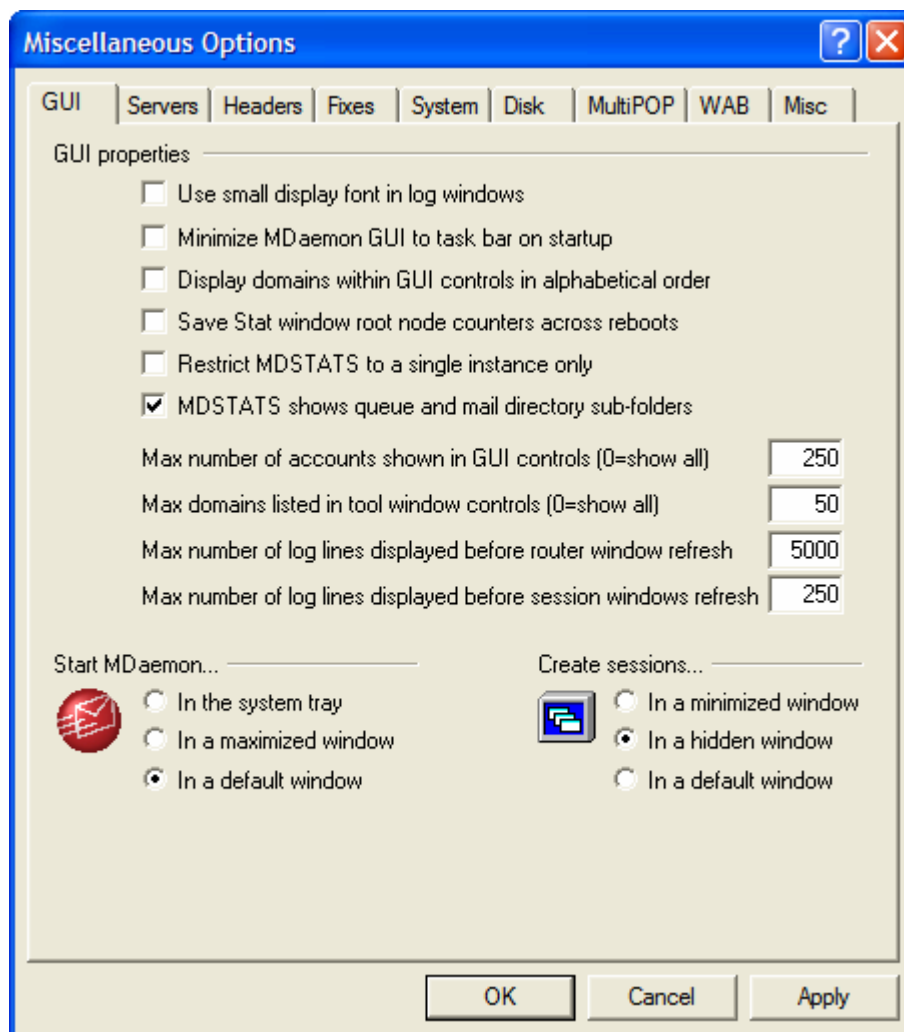 Miscellaneous Options
GUI Servers Headers Fixes System Disk MultiPOP WAB Misc
GUI properties
Use small display font in log windows
Minimize MDaemon GUI to task bar on startup
Display domains within GUI controls in alphabetical order
Save Stat window root node counters across reboots
Restrict MDSTATS to a single instance only
MDSTATS shows queue and mail directory sub-folders
Max number of accounts shown in GUI controls (0=show all) 250
Max domains listed in tool window controls (0=show all) 50
Max number of log lines displayed before router window refresh 5000
Max number of log lines displayed before session windows refresh 250
Start MDaemon...
In the system tray
In a maximized window
In a default window
Create sessions...
In a minimized window
In a hidden window
In a default window
OK Cancel Apply